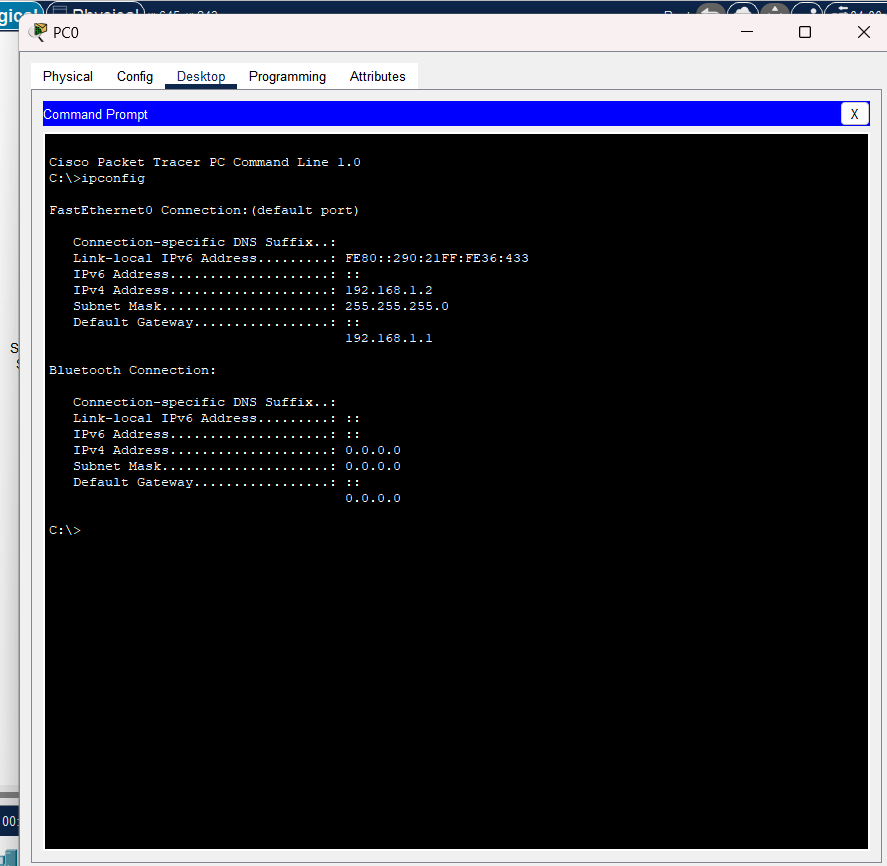 PC0
Physical Config Desktop Programming Attributes
Command Prompt X
Cisco Packet Tracer PC Command Line 1.0
C:\>ipconfig
FastEthernet0 Connection:(default port)
Connection-specific DNS Suffix..:
Link-local IPv6 Address.........: FE80::290:21FF:FE36:433
IPv6 Address....................: ::
IPv4 Address....................: 192.168.1.2
Subnet Mask.....................: 255.255.255.0
Default Gateway.................: ::
192.168.1.1
Bluetooth Connection:
Connection-specific DNS Suffix..:
Link-local IPv6 Address.........: ::
IPv6 Address....................: ::
IPv4 Address....................: 0.0.0.0
Subnet Mask.....................: 0.0.0.0
Default Gateway.................: ::
0.0.0.0
C:\>